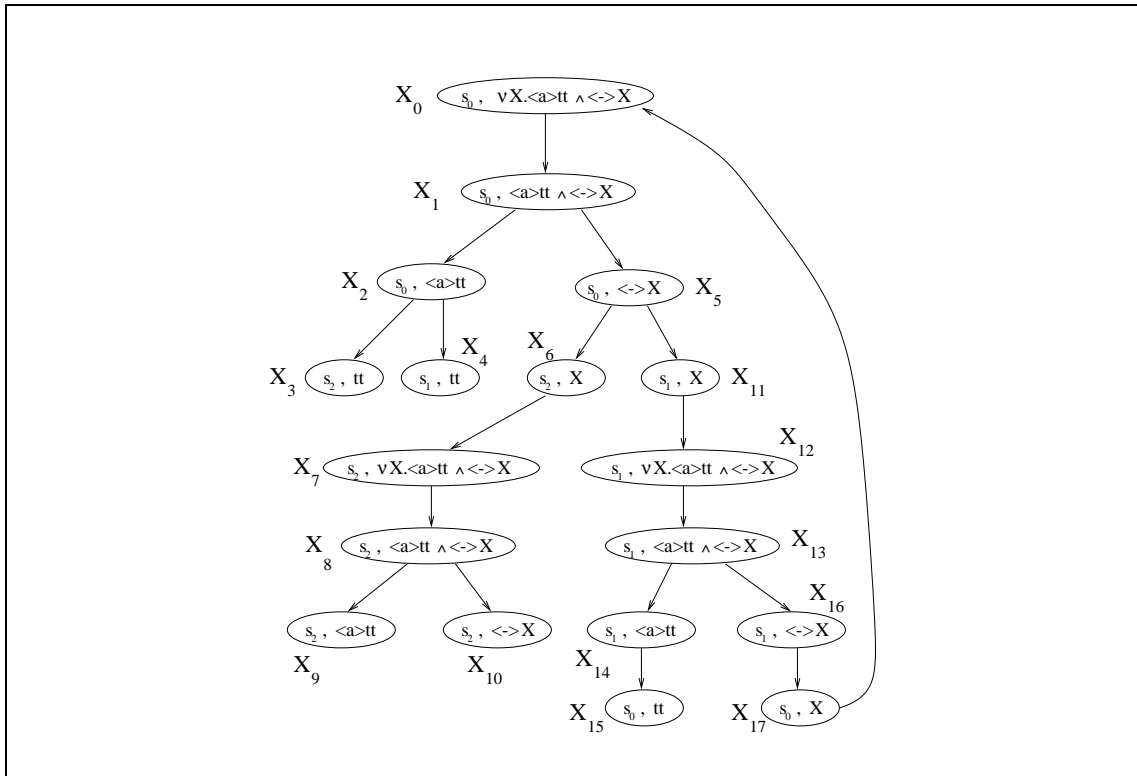 X₀ s₀ , νX.<a>tt ∧ <->X
X₁ s₀ , <a>tt ∧ <->X
X₂ s₀ , <a>tt
s₀ , <->X X₅
X₃ s₂ , tt
X₄ s₁ , tt
X₆ s₂ , X
s₁ , X X₁₁
X₇ s₂ , νX.<a>tt ∧ <->X
X₁₂ s₁ , νX.<a>tt ∧ <->X
X₈ s₂ , <a>tt ∧ <->X
s₁ , <a>tt ∧ <->X X₁₃
X₉ s₂ , <a>tt
X₁₀ s₂ , <->X
X₁₄ s₁ , <a>tt
X₁₆ s₁ , <->X
X₁₅ s₀ , tt
X₁₇ s₀ , X